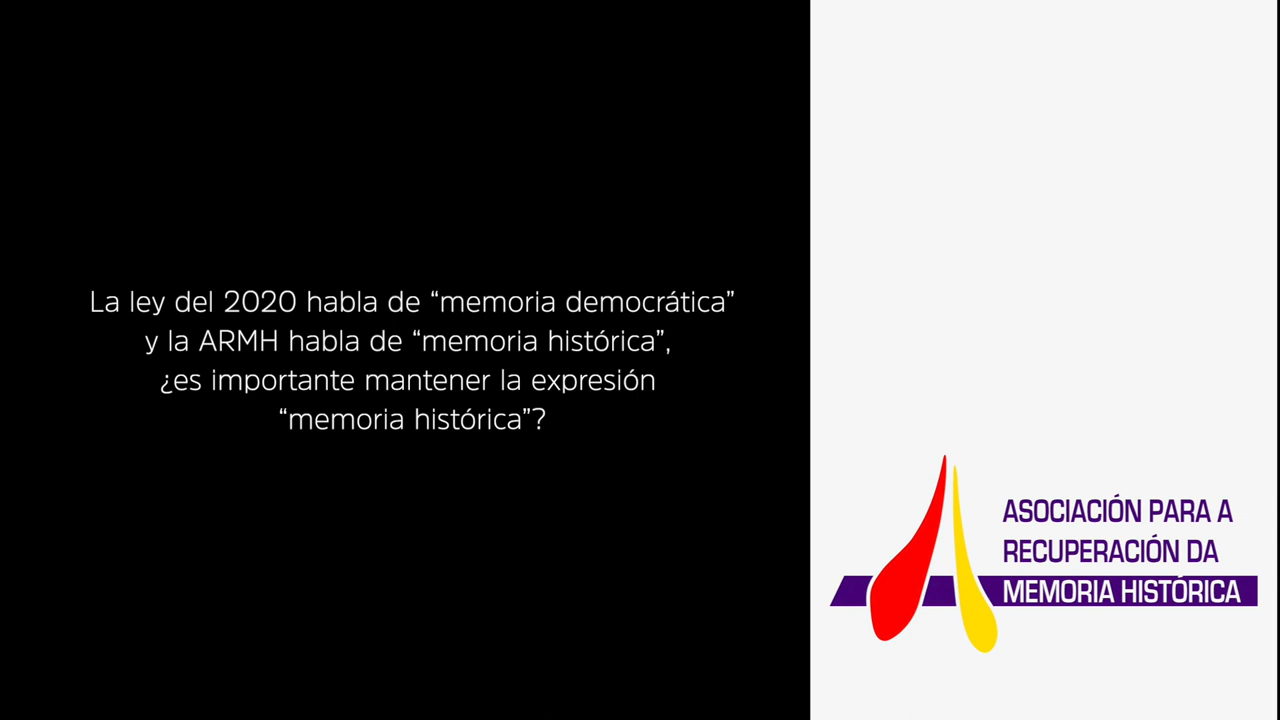 La ley del 2020 habla de “memoria democrática”
y la ARMH habla de “memoria histórica”,
¿es importante mantener la expresión
“memoria histórica”?
ASOCIACIÓN PARA A
RECUPERACIÓN DA
MEMORIA HISTÓRICA